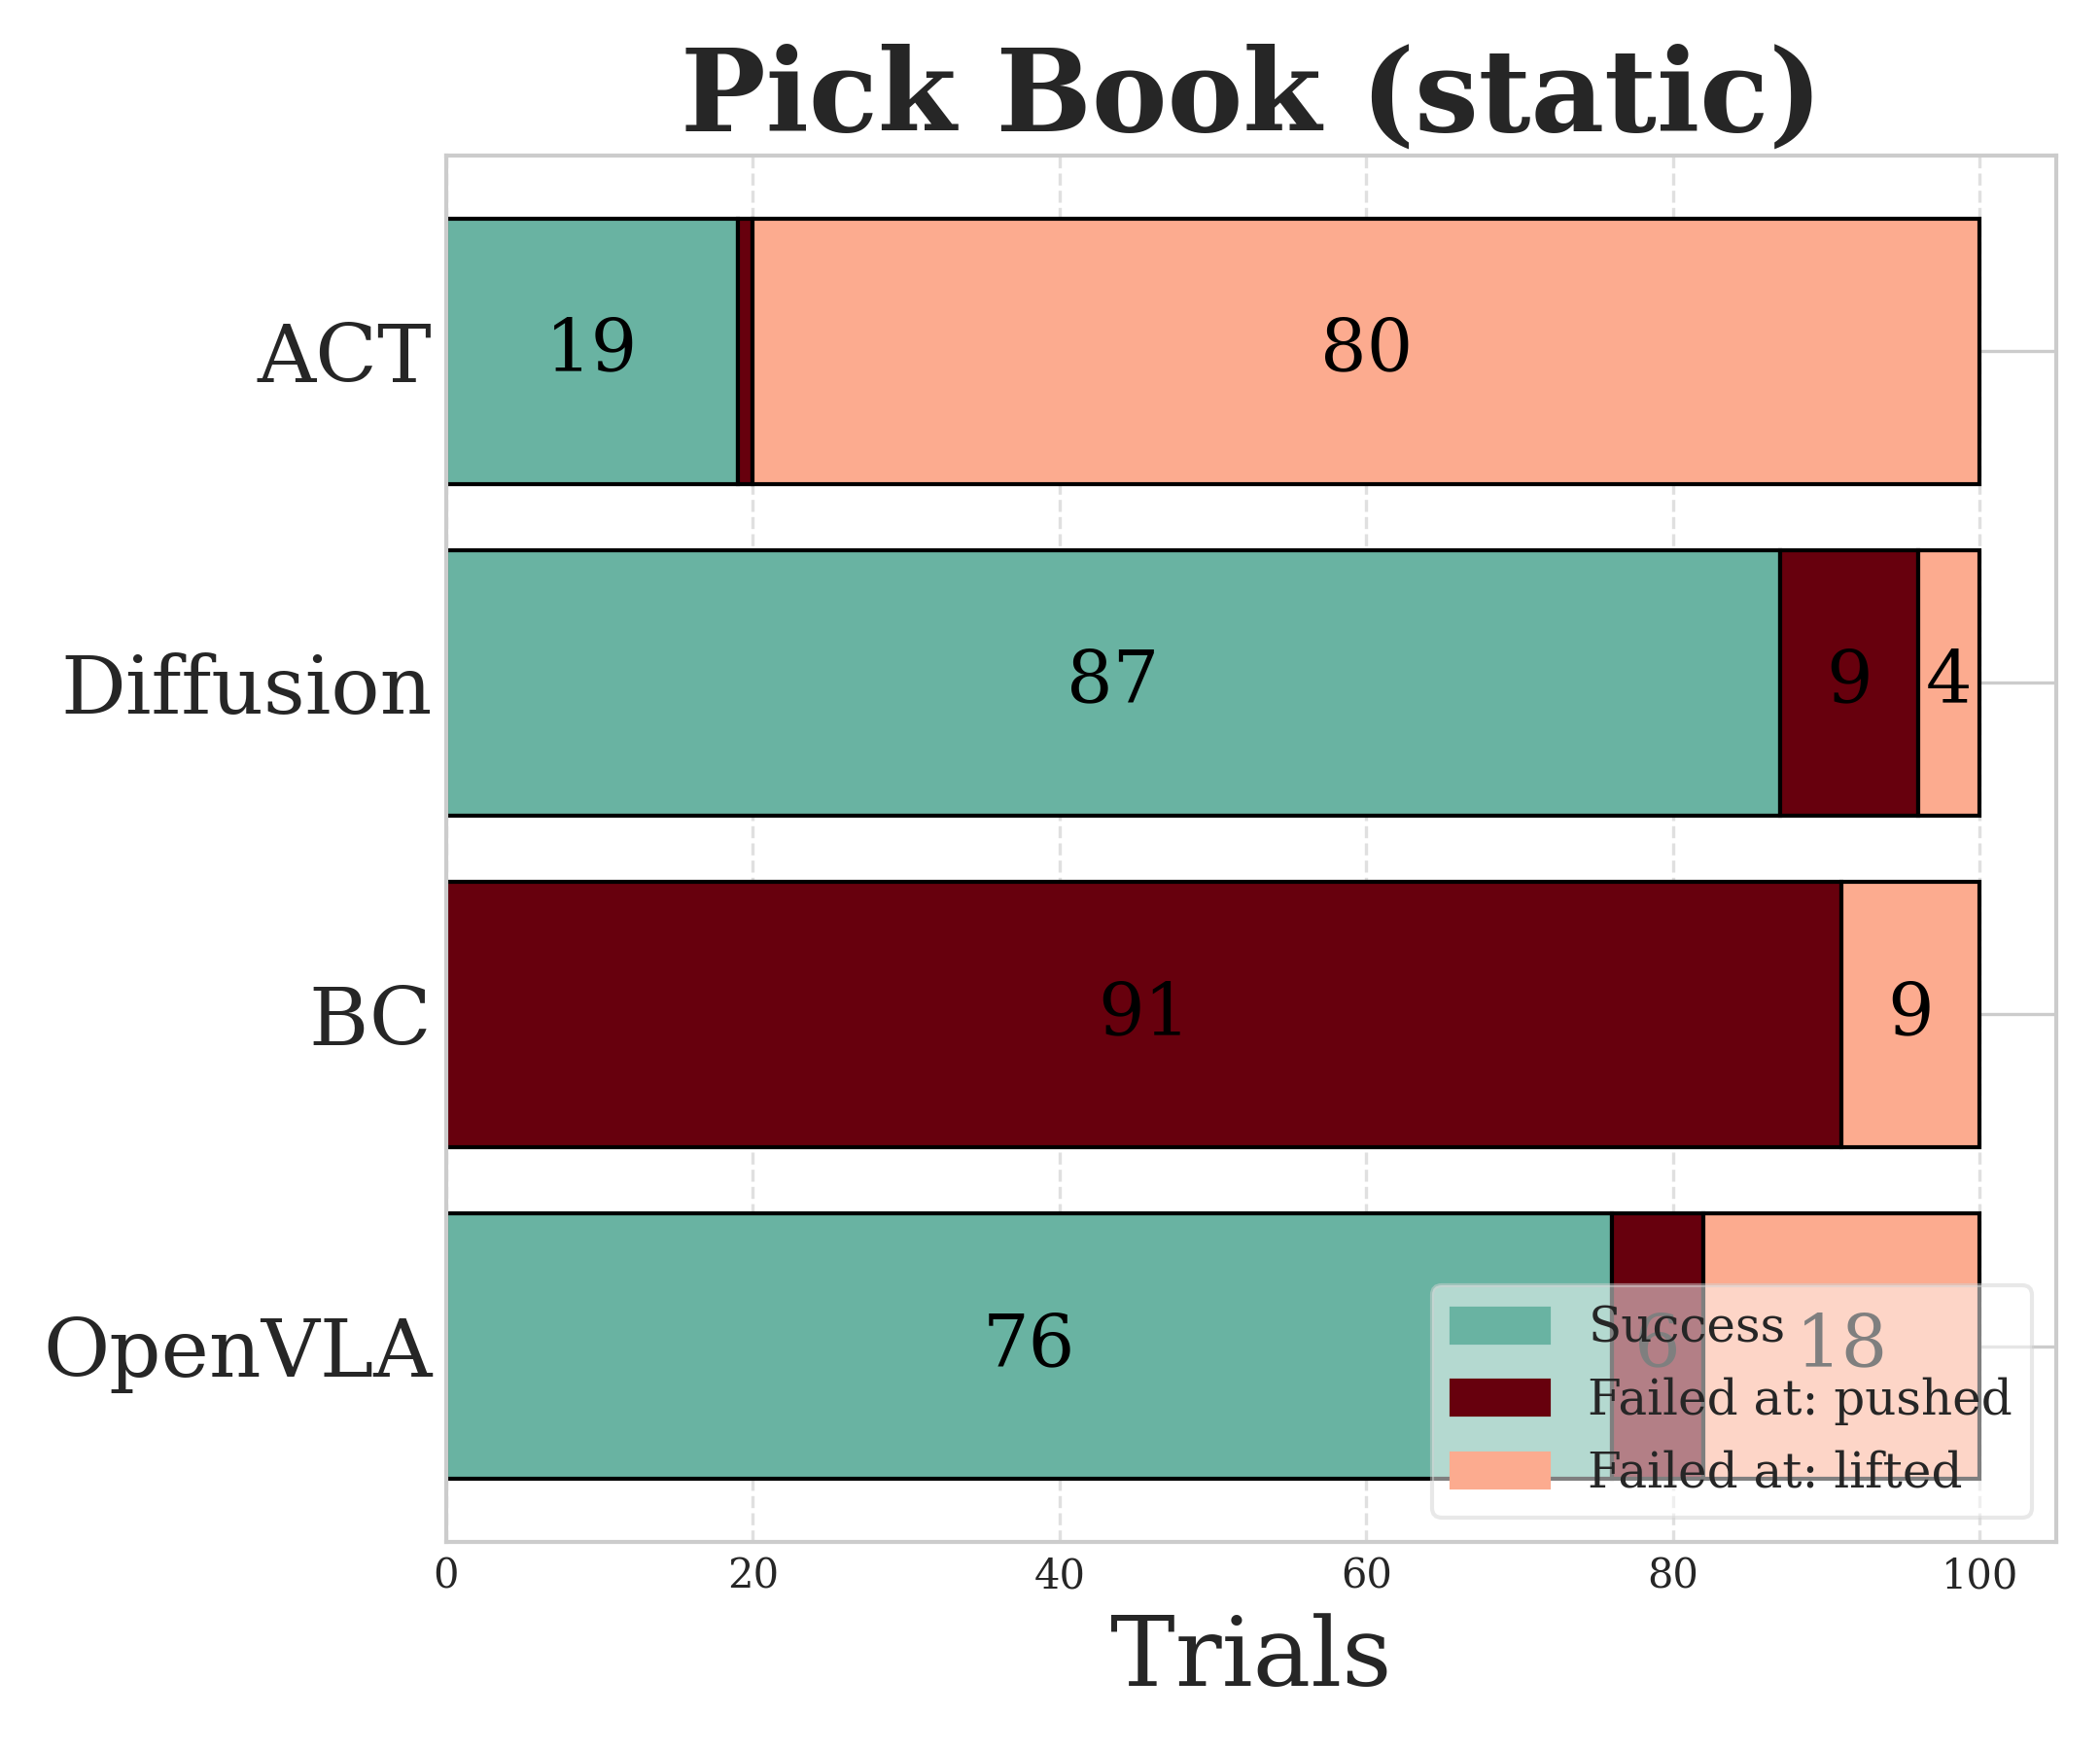 Pick Book (static)
ACT
19
80
Diffusion
87
9
4
BC
91
9
OpenVLA
76
6
18
Success
Failed at: pushed
Failed at: lifted
0 20 40 60 80 100
Trials